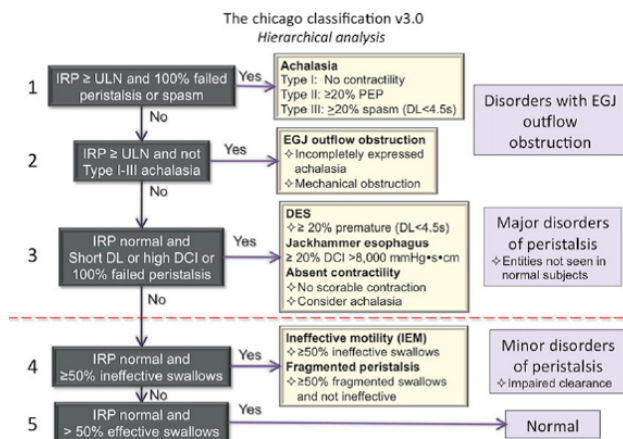 The chicago classification v3.0
Hierarchical analysis
1
IRP ≥ ULN and 100% failed
peristalsis or spasm
Yes
Achalasia
Type I: No contractility
Type II: ≥20% PEP
Type III: ≥20% spasm (DL<4.5s)
Disorders with EGJ
outflow
obstruction
No
2
IRP ≥ ULN and not
Type I-III achalasia
Yes
EGJ outflow obstruction
✧ Incompletely expressed
achalasia
✧ Mechanical obstruction
No
3
IRP normal and
Short DL or high DCI or
100% failed peristalsis
Yes
DES
✧ ≥ 20% premature (DL<4.5s)
Jackhammer esophagus
≥ 20% DCI >8,000 mmHg•s•cm
Absent contractility
✧ No scorable contraction
✧ Consider achalasia
Major disorders
of peristalsis
✧ Entities not seen in
normal subjects
No
4
IRP normal and
≥50% ineffective swallows
Yes
Ineffective motility (IEM)
✧ ≥50% ineffective swallows
Fragmented peristalsis
✧ ≥50% fragmented swallows
and not ineffective
Minor disorders
of peristalsis
✧ Impaired clearance
No
5
IRP normal and
> 50% effective swallows
Yes
Normal